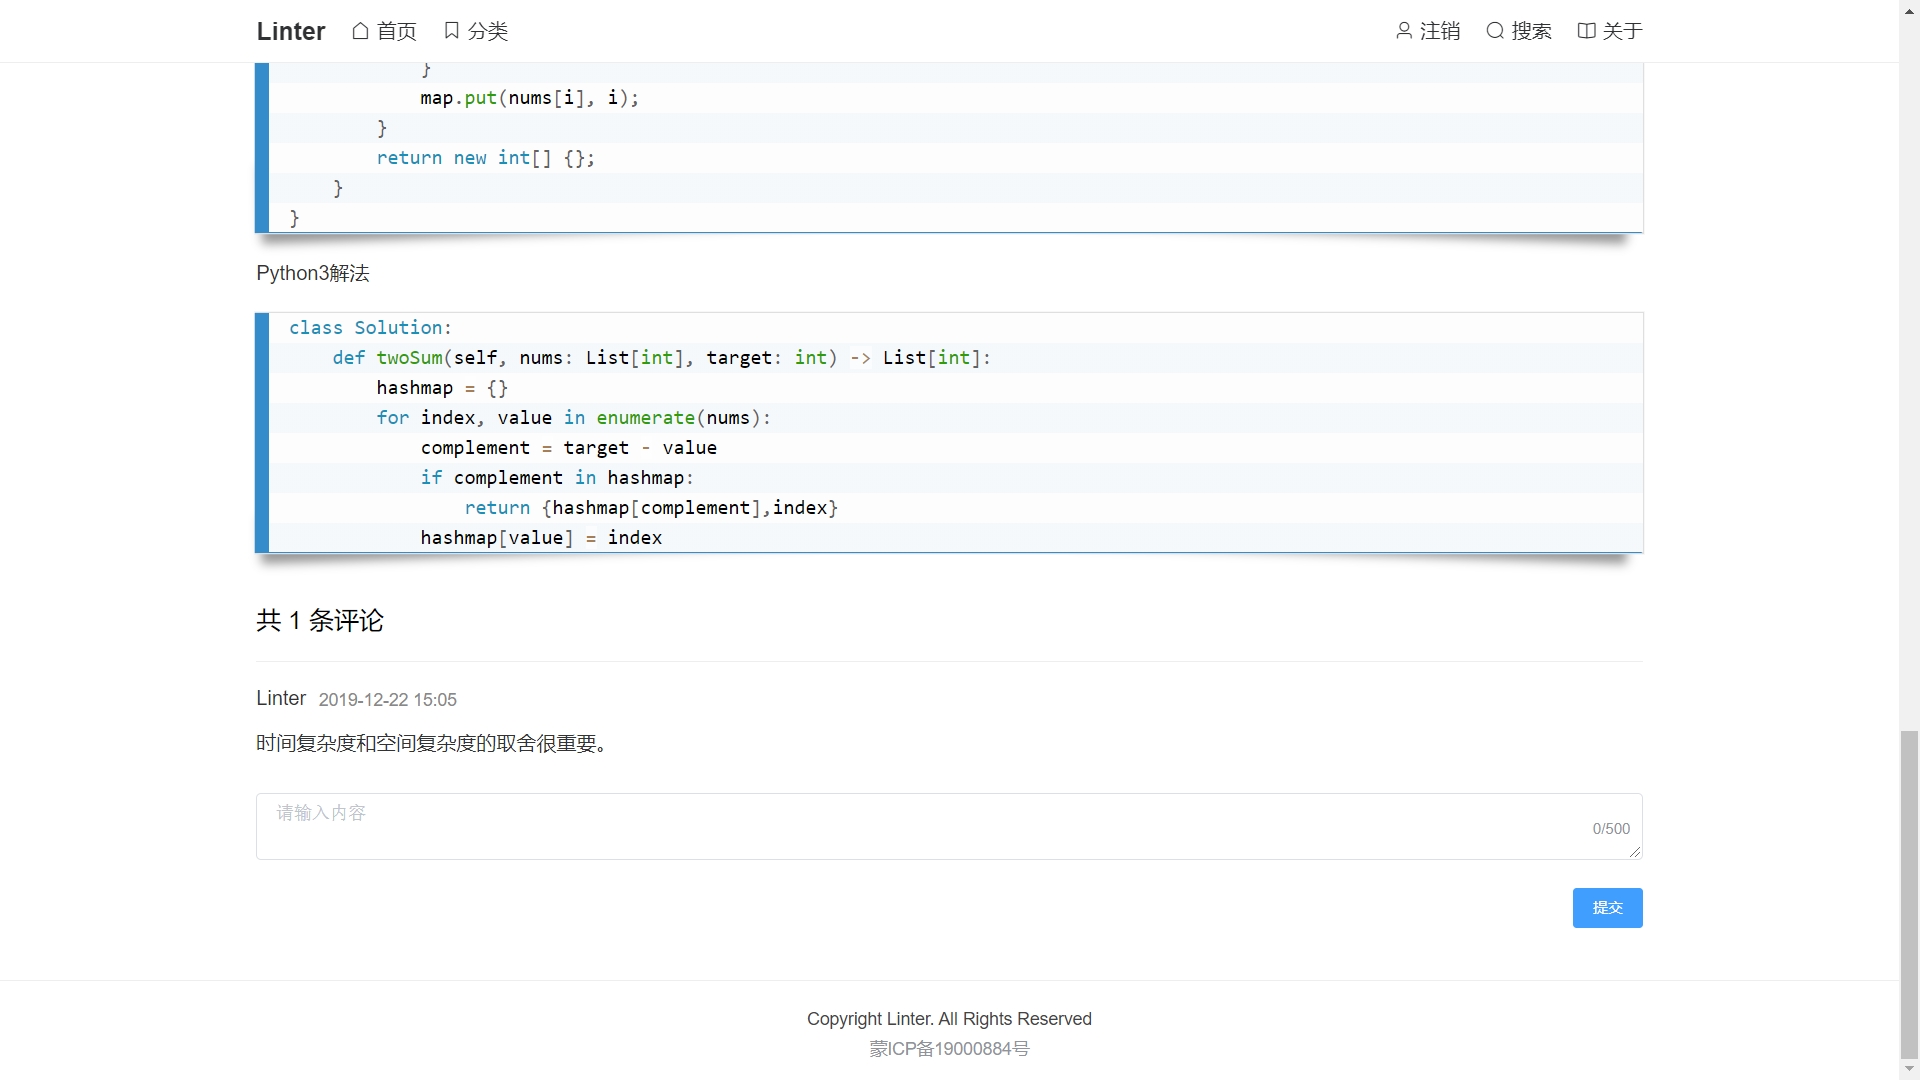 Linter 首页 分类 注销 搜索 关于
}
map.put(nums[i], i);
}
return new int[] {};
}
}
Python3解法
class Solution:
def twoSum(self, nums: List[int], target: int) -> List[int]:
hashmap = {}
for index, value in enumerate(nums):
complement = target - value
if complement in hashmap:
return {hashmap[complement],index}
hashmap[value] = index
共 1 条评论
Linter 2019-12-22 15:05
时间复杂度和空间复杂度的取舍很重要。
请输入内容
0/500
提交
Copyright Linter. All Rights Reserved
蒙ICP备19000884号